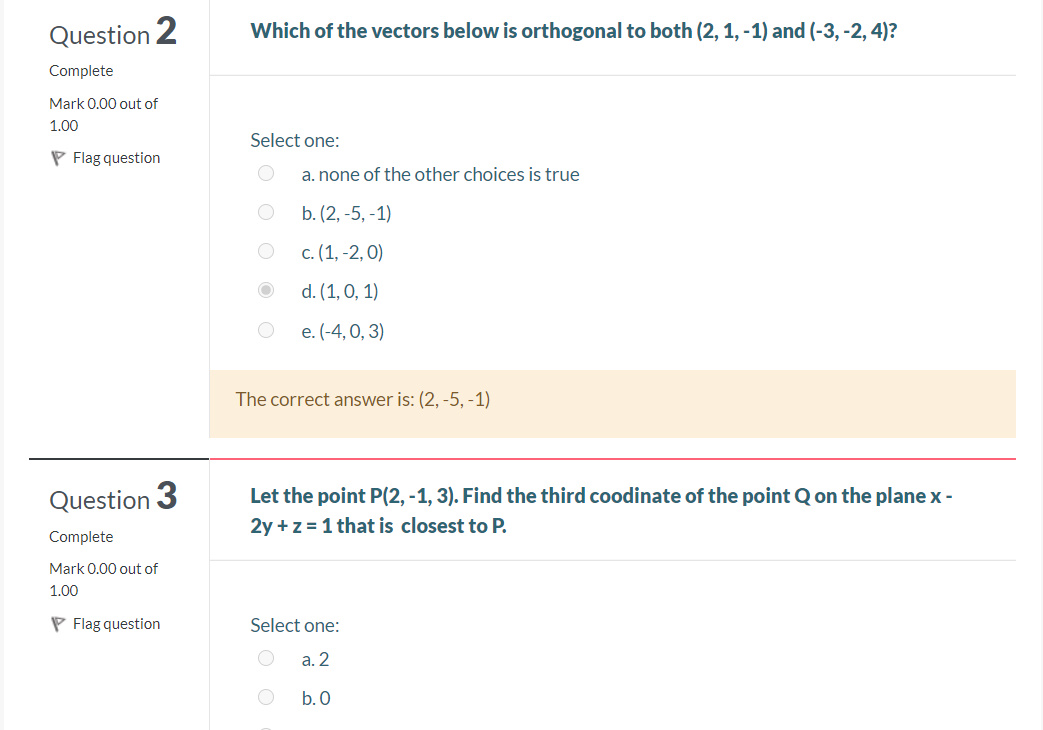 Question 2
Complete
Mark 0.00 out of
1.00
Flag question
Which of the vectors below is orthogonal to both (2, 1, -1) and (-3, -2, 4)?
Select one:
a. none of the other choices is true
b. (2, -5, -1)
c. (1, -2, 0)
d. (1, 0, 1)
e. (-4, 0, 3)
The correct answer is: (2, -5, -1)
Question 3
Complete
Mark 0.00 out of
1.00
Flag question
Let the point P(2, -1, 3). Find the third coodinate of the point Q on the plane x -
2y + z = 1 that is closest to P.
Select one:
a. 2
b. 0